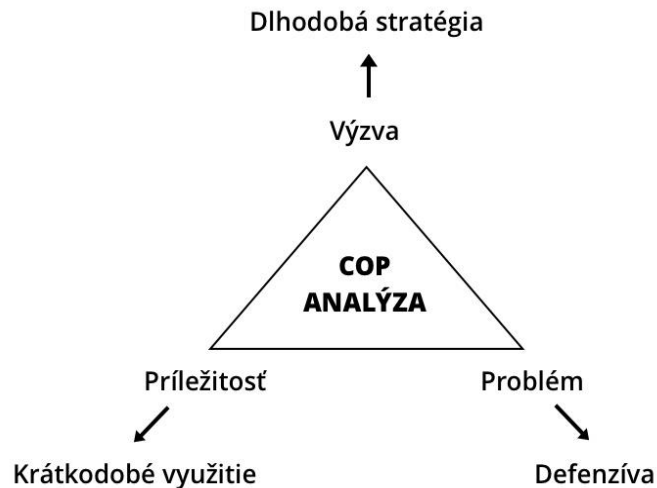 Dlhodobá stratégia
Výzva
COP
ANALÝZA
Príležitosť
Problém
Krátkodobé využitie
Defenzíva